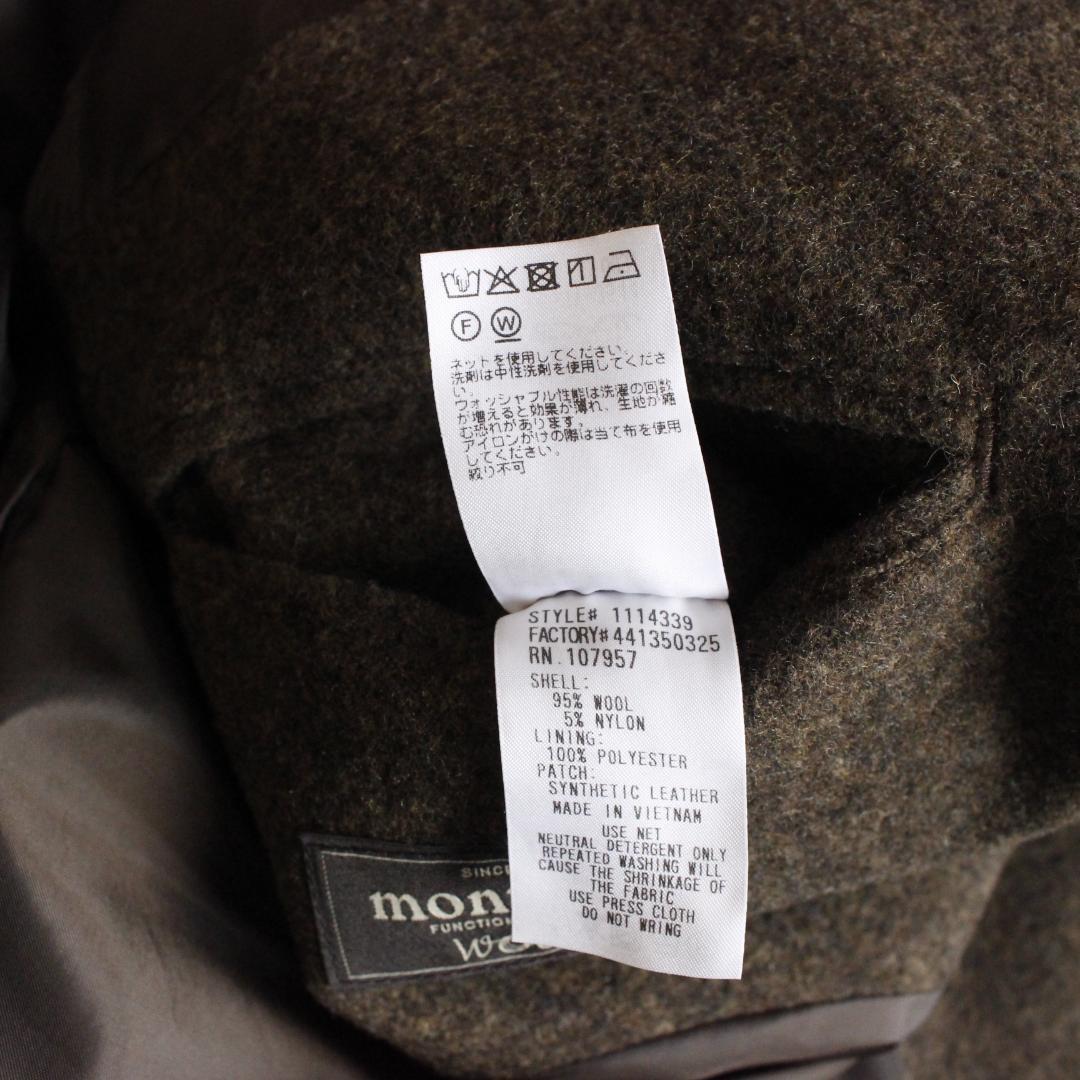 F W
ネットを使用してください。
洗剤は中性洗剤を使用してくださ
い。
ウォッシャブル性能は洗濯の回数
が増えると効果が薄れ、生地が縮
む恐れがあります。
アイロンがけの際は当て布を使用
してください。
絞り不可
STYLE# 1114339
FACTORY#441350325
RN.107957
SHELL:
95% WOOL
5% NYLON
LINING:
100% POLYESTER
PATCH:
SYNTHETIC LEATHER
MADE IN VIETNAM
USE NET
NEUTRAL DETERGENT ONLY
REPEATED WASHING WILL
CAUSE THE SHRINKAGE OF
THE FABRIC
USE PRESS CLOTH
DO NOT WRING
SINC
mon
FUNCTION